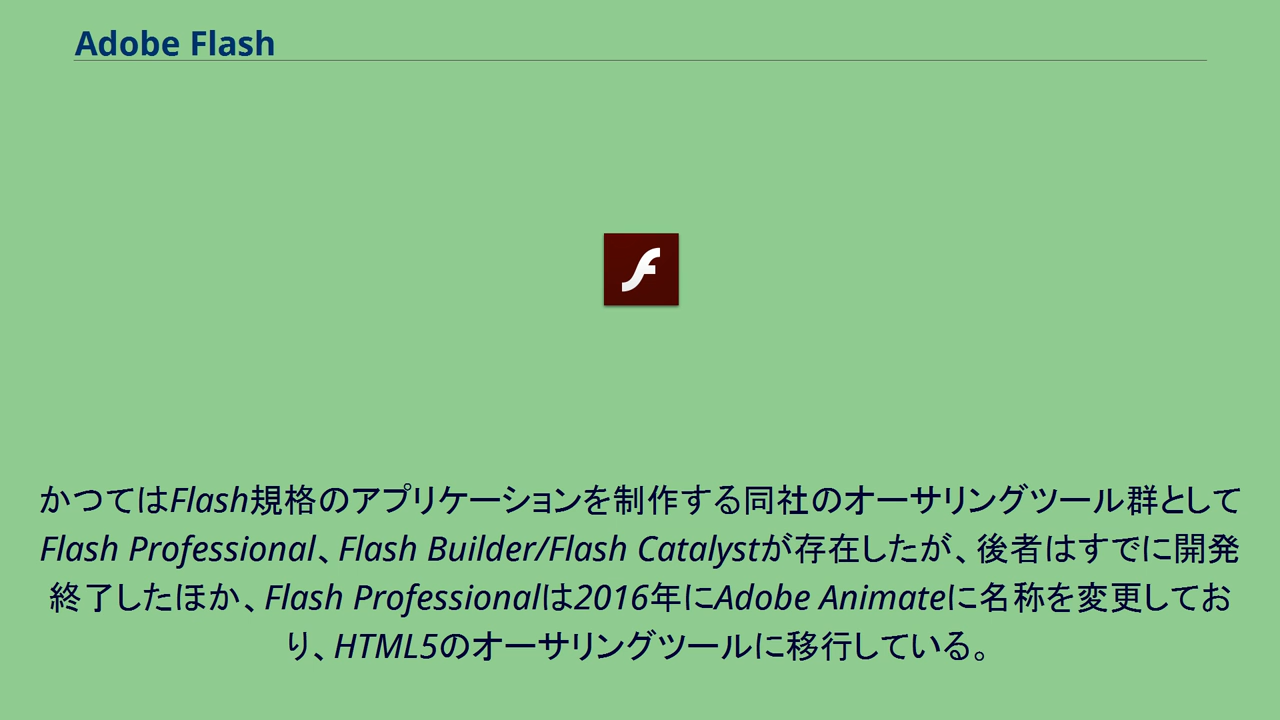 Adobe Flash
かつてはFlash規格のアプリケーションを制作する同社のオーサリングツール群として
Flash Professional、Flash Builder/Flash Catalystが存在したが、後者はすでに開発
終了したほか、Flash Professionalは2016年にAdobe Animateに名称を変更してお
り、HTML5のオーサリングツールに移行している。